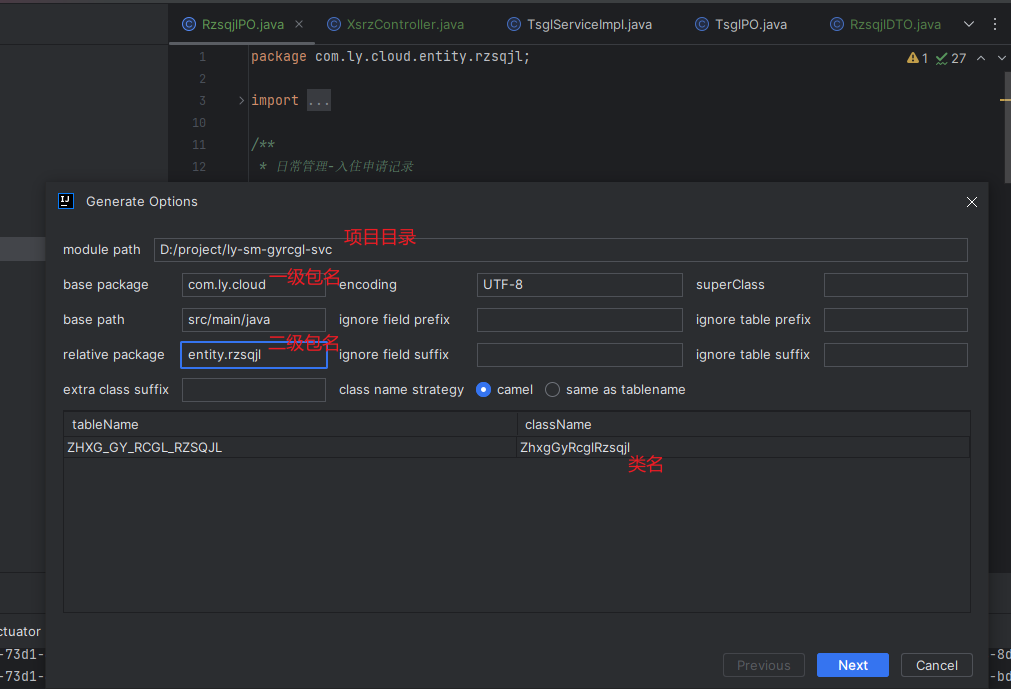 RzsqjlPO.java XsrzController.java TsglServiceImpl.java TsglPO.java RzsqjlDTO.java
1 package com.ly.cloud.entity.rzsqjl; 1 27
2
3 import ...
10
11 /**
12 * 日常管理-入住申请记录
Generate Options
项目目录
module path D:/project/ly-sm-gyrcgl-svc
base package com.ly.cloud 一级包名 encoding UTF-8 superClass
base path src/main/java ignore field prefix ignore table prefix
二级包名
relative package entity.rzsqjl ignore field suffix ignore table suffix
extra class suffix class name strategy camel same as tablename
tableName className
ZHXG_GY_RCGL_RZSQJL ZhxgGyRcglRzsqjl
类名
ctuator
-73d1- -8d
Previous Next Cancel
-73d1- -bd